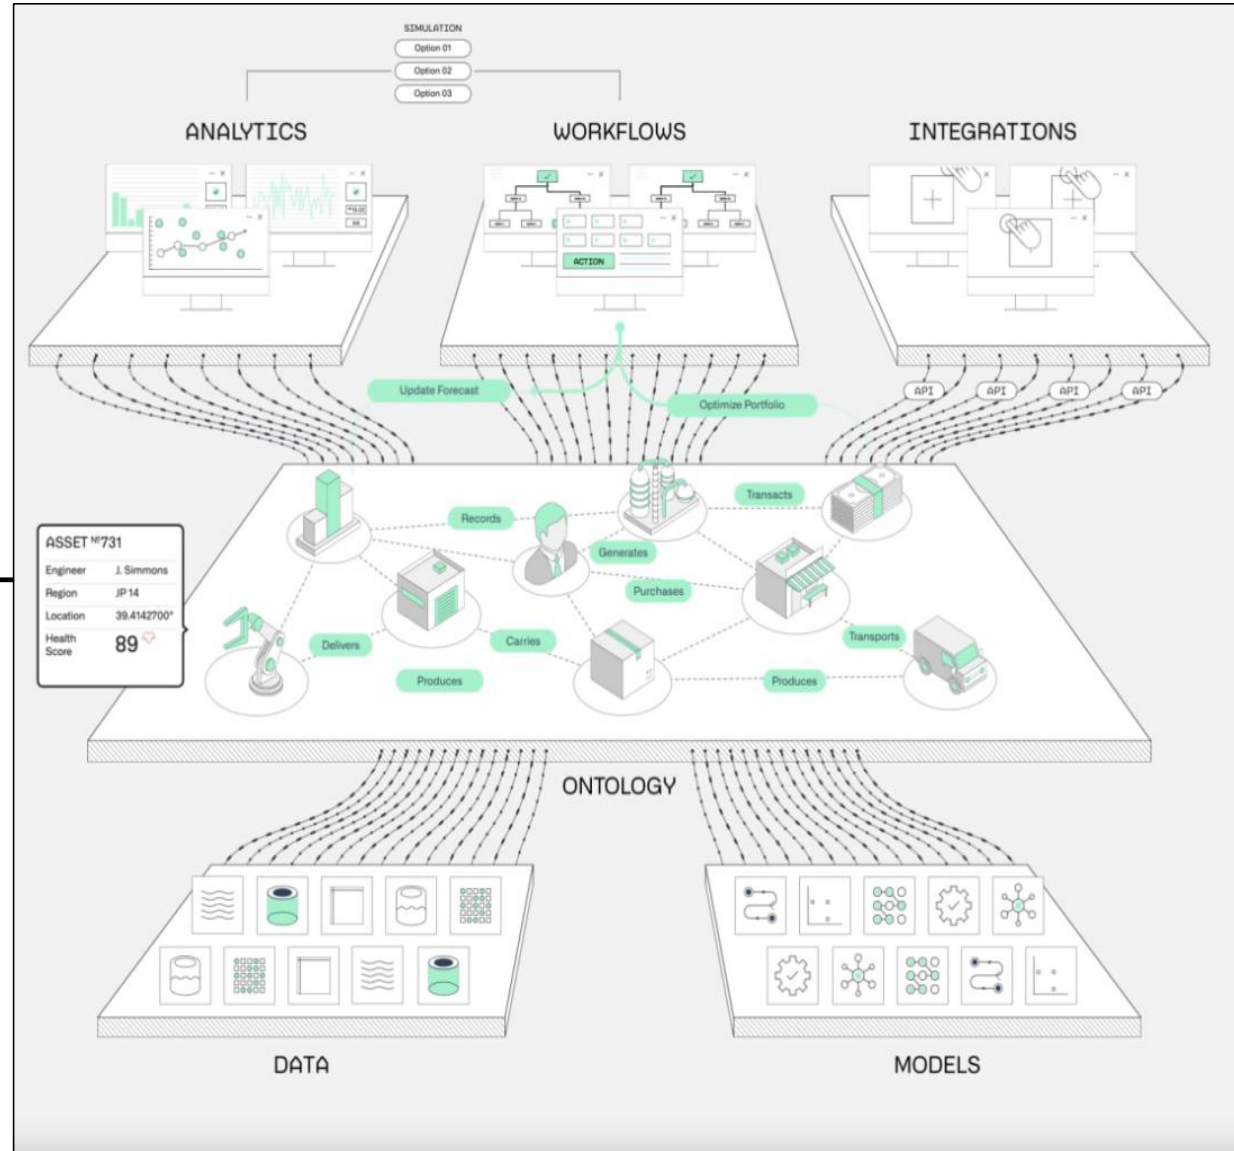 SIMULATION
Option 01
Option 02
Option 03
ANALYTICS
WORKFLOWS
INTEGRATIONS
ACTION
Update Forecast
Optimize Portfolio
API
API
API
API
Records
Transacts
Generates
Purchases
Delivers
Carries
Transports
Produces
Produces
ASSET Nº731
Engineer J. Simmons
Region JP 14
Location 39.4142700°
Health Score 89
ONTOLOGY
DATA
MODELS